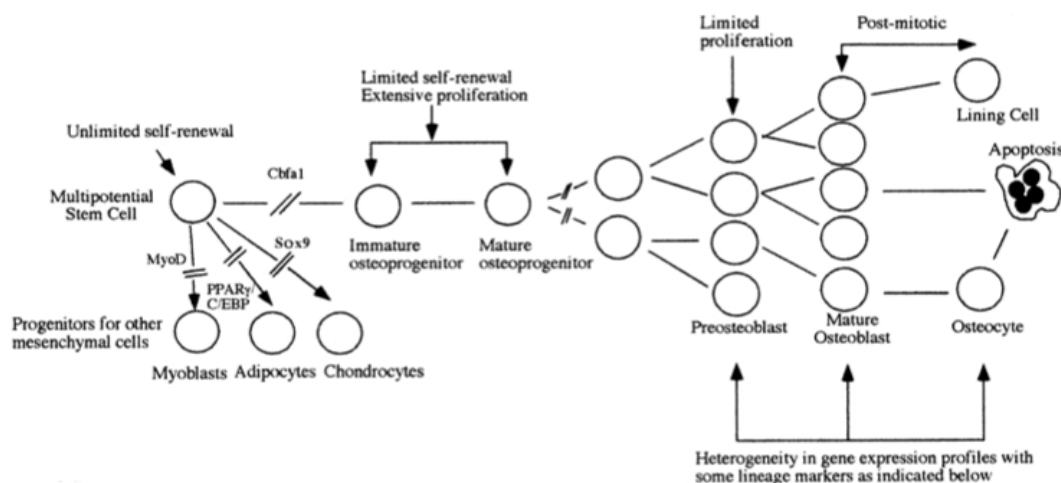 Limited
proliferation
Post-mitotic
Limited self-renewal
Extensive proliferation
Lining Cell
Unlimited self-renewal
Apoptosis
Cbfa1
Multipotential
Stem Cell
Immature
osteoprogenitor
Mature
osteoprogenitor
MyoD
Sox9
PPARγ/
C/EBP
Progenitors for other
mesenchymal cells
Preosteoblast
Mature
Osteoblast
Osteocyte
Myoblasts Adipocytes Chondrocytes
Heterogeneity in gene expression profiles with
some lineage markers as indicated below